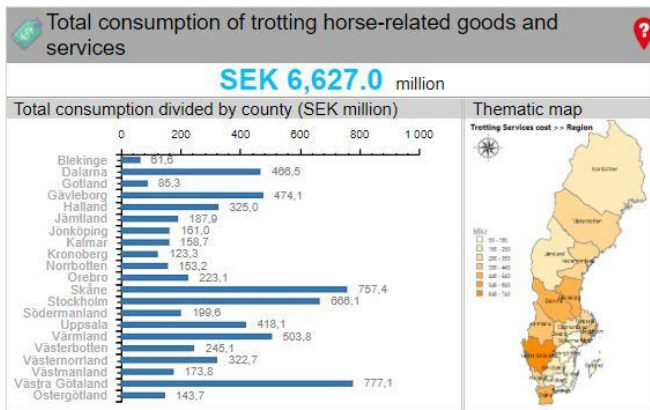 Total consumption of trotting horse-related goods and
services
?
SEK 6,627.0 million
Total consumption divided by county (SEK million)
Thematic map
0 200 400 600 800 1 000
Blekinge 61,6
Dalarna 466,5
Gotland 85,3
Gävleborg 474,1
Halland 325,0
Jämtland 187,9
Jönköping 161,0
Kalmar 158,7
Kronoberg 123,3
Norrbotten 153,2
Örebro 223,1
Skåne 757,4
Stockholm 666,1
Södermanland 199,6
Uppsala 418,1
Värmland 503,8
Västerbotten 245,1
Västernorrland 322,7
Västmanland 173,8
Västra Götaland 777,1
Östergötland 143,7
Trotting Services cost >> Region
Mkr